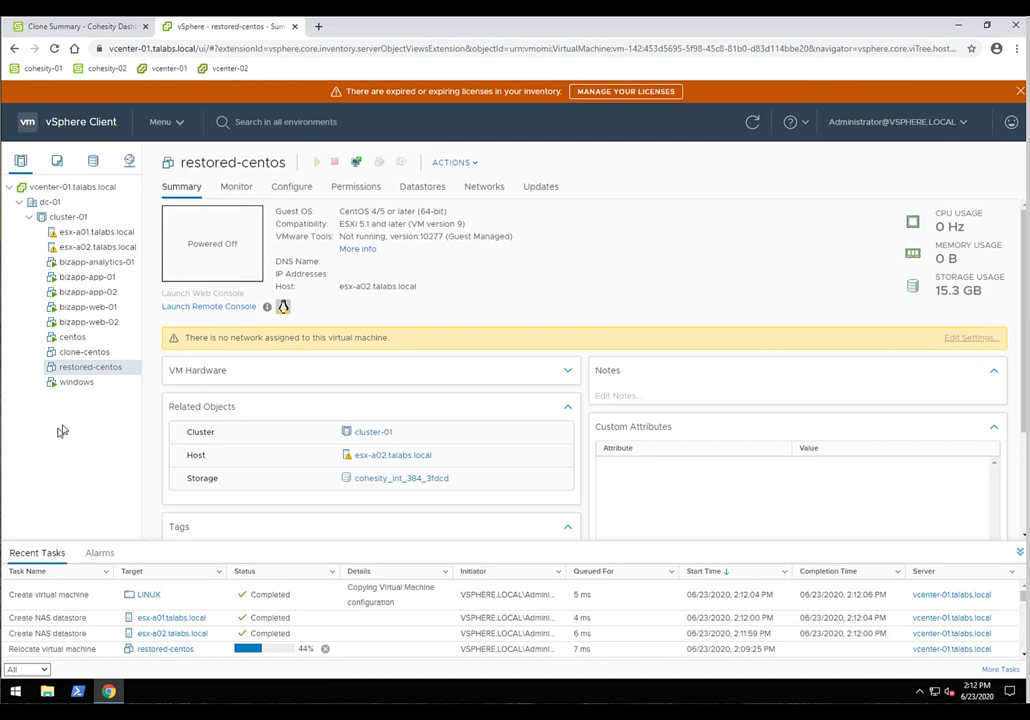 Clone Summary - Cohesity Dash
vSphere - restored-centos - Sum
vcenter-01.talabs.local/ui/#?extensionId=vsphere.core.inventory.serverObjectViewsExtension&objectId=urn:vmomi:VirtualMachine:vm-142:453d5695-5f98-45c8-81b0-d83d114bbe20&navigator=vsphere.core.viTree.host...
cohesity-01 cohesity-02 vcenter-01 vcenter-02
There are expired or expiring licenses in your inventory. MANAGE YOUR LICENSES
vm vSphere Client Menu Search in all environments Administrator@VSPHERE.LOCAL
restored-centos ACTIONS
Summary Monitor Configure Permissions Datastores Networks Updates
vcenter-01.talabs.local
dc-01
cluster-01
esx-a01.talabs.local
esx-a02.talabs.local
bizapp-analytics-01
bizapp-app-01
bizapp-app-02
bizapp-web-01
bizapp-web-02
centos
clone-centos
restored-centos
windows
Powered Off
Launch Web Console
Launch Remote Console
Guest OS: CentOS 4/5 or later (64-bit)
Compatibility: ESXi 5.1 and later (VM version 9)
VMware Tools: Not running, version:10277 (Guest Managed)
More info
DNS Name:
IP Addresses:
Host: esx-a02.talabs.local
CPU USAGE
0 Hz
MEMORY USAGE
0 B
STORAGE USAGE
15.3 GB
There is no network assigned to this virtual machine. Edit Settings...
VM Hardware
Related Objects
Cluster cluster-01
Host esx-a02.talabs.local
Storage cohesity_int_384_3fdcd
Tags
Notes
Edit Notes...
Custom Attributes
Attribute Value
Recent Tasks Alarms
Task Name Target Status Details Initiator Queued For Start Time Completion Time Server
Create virtual machine LINUX Completed Copying Virtual Machine configuration VSPHERE.LOCAL\Admini... 5 ms 06/23/2020, 2:12:04 PM 06/23/2020, 2:12:06 PM vcenter-01.talabs.local
Create NAS datastore esx-a01.talabs.local Completed VSPHERE.LOCAL\Admini... 4 ms 06/23/2020, 2:12:00 PM 06/23/2020, 2:12:00 PM vcenter-01.talabs.local
Create NAS datastore esx-a02.talabs.local Completed VSPHERE.LOCAL\Admini... 6 ms 06/23/2020, 2:11:59 PM 06/23/2020, 2:12:00 PM vcenter-01.talabs.local
Relocate virtual machine restored-centos 44% VSPHERE.LOCAL\Admini... 7 ms 06/23/2020, 2:09:25 PM vcenter-01.talabs.local
All More Tasks
2:12 PM
6/23/2020